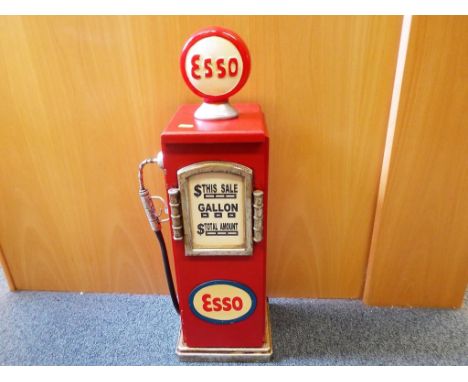 Esso
$THIS SALE
GALLON
$TOTAL AMOUNT
Esso